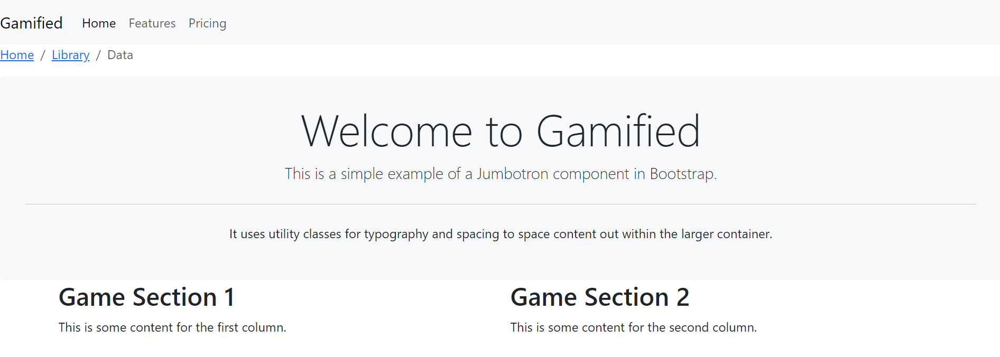 Gamified Home Features Pricing
Home / Library / Data
Welcome to Gamified
This is a simple example of a Jumbotron component in Bootstrap.
It uses utility classes for typography and spacing to space content out within the larger container.
Game Section 1
This is some content for the first column.
Game Section 2
This is some content for the second column.